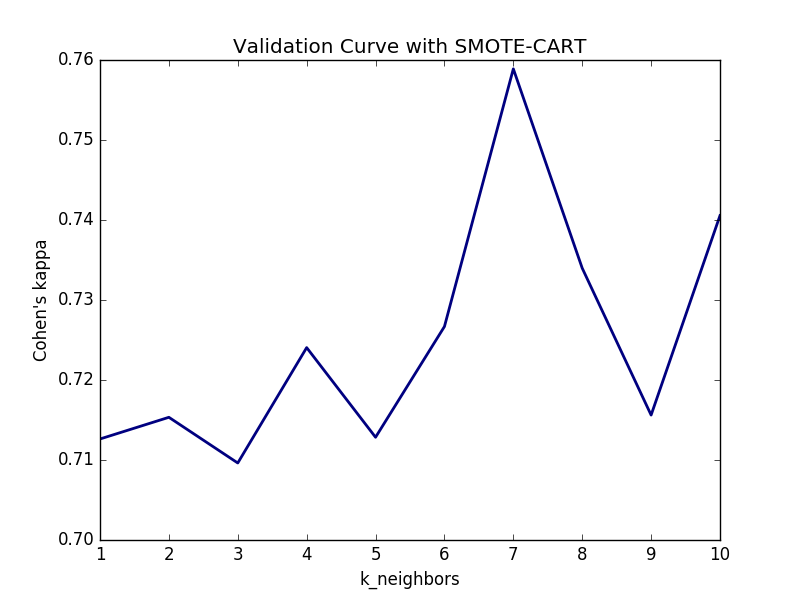 Validation Curve with SMOTE-CART
0.76
0.75
0.74
0.73
0.72
0.71
0.70
Cohen's kappa
1 2 3 4 5 6 7 8 9 10
k_neighbors